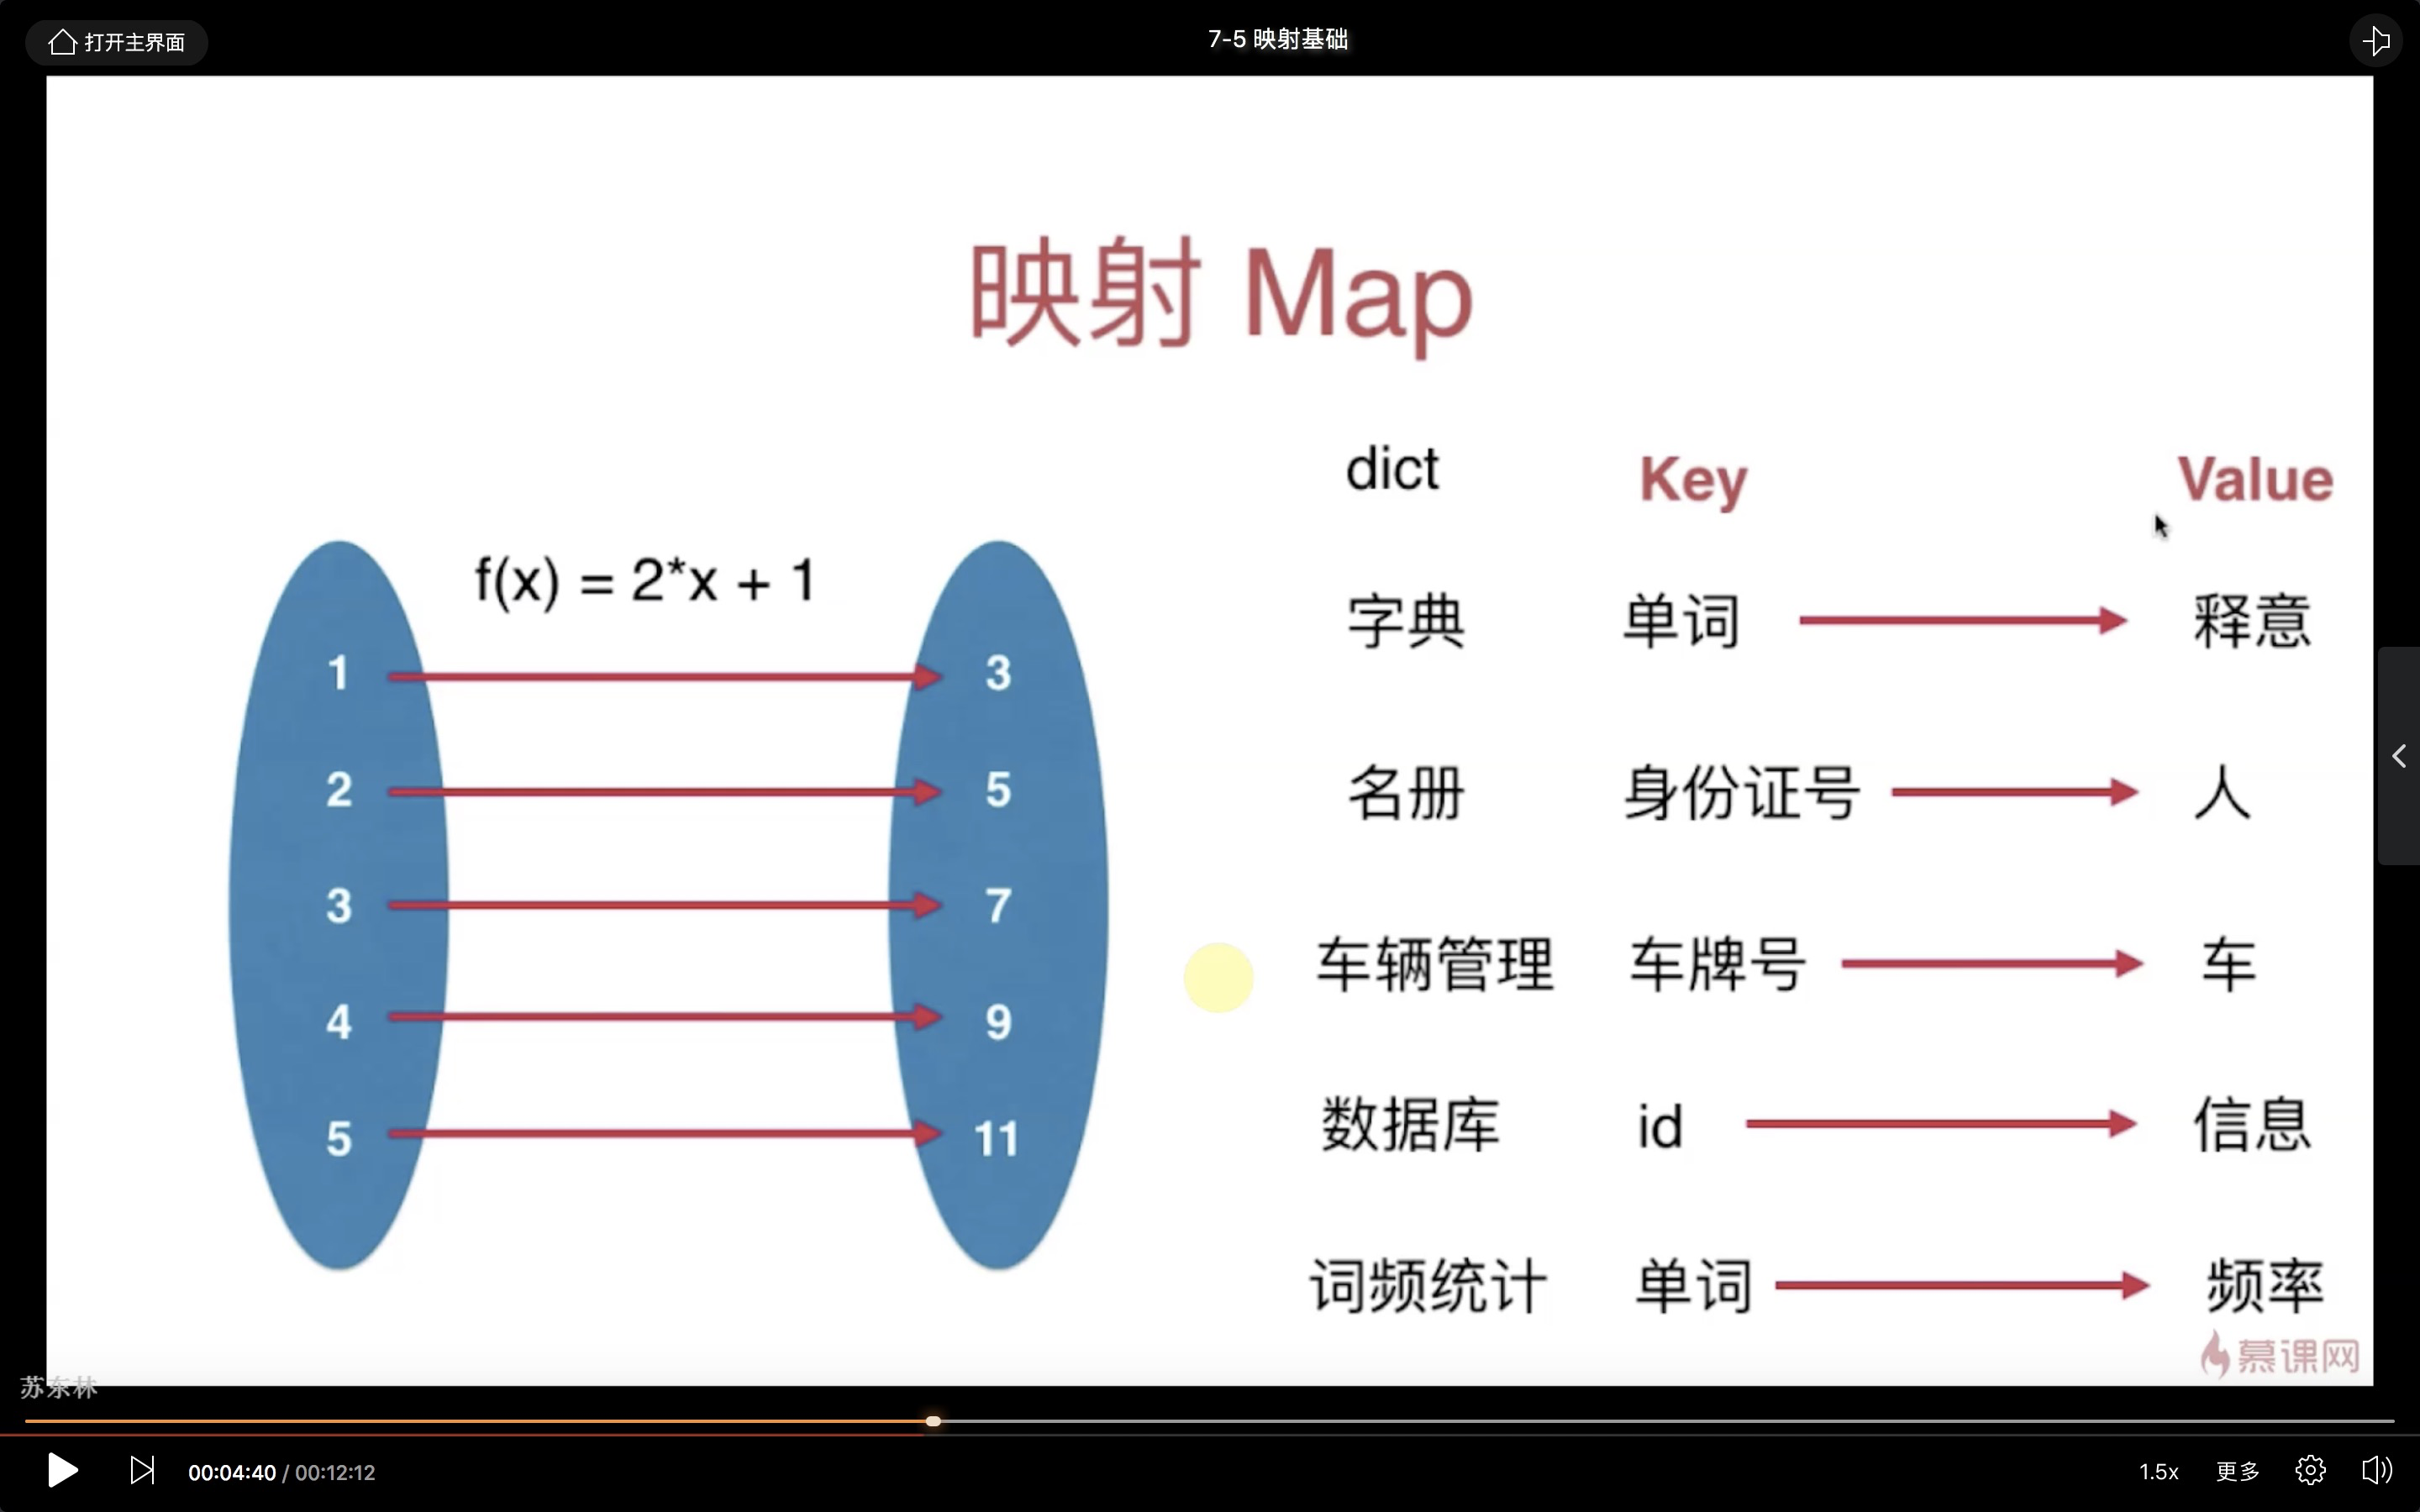 打开主界面
7-5 映射基础
映射 Map
f(x) = 2*x + 1
1 3
2 5
3 7
4 9
5 11
dict Key Value
字典 单词 释意
名册 身份证号 人
车辆管理 车牌号 车
数据库 id 信息
词频统计 单词 频率
慕课网
苏东林
00:04:40 / 00:12:12
1.5x 更多